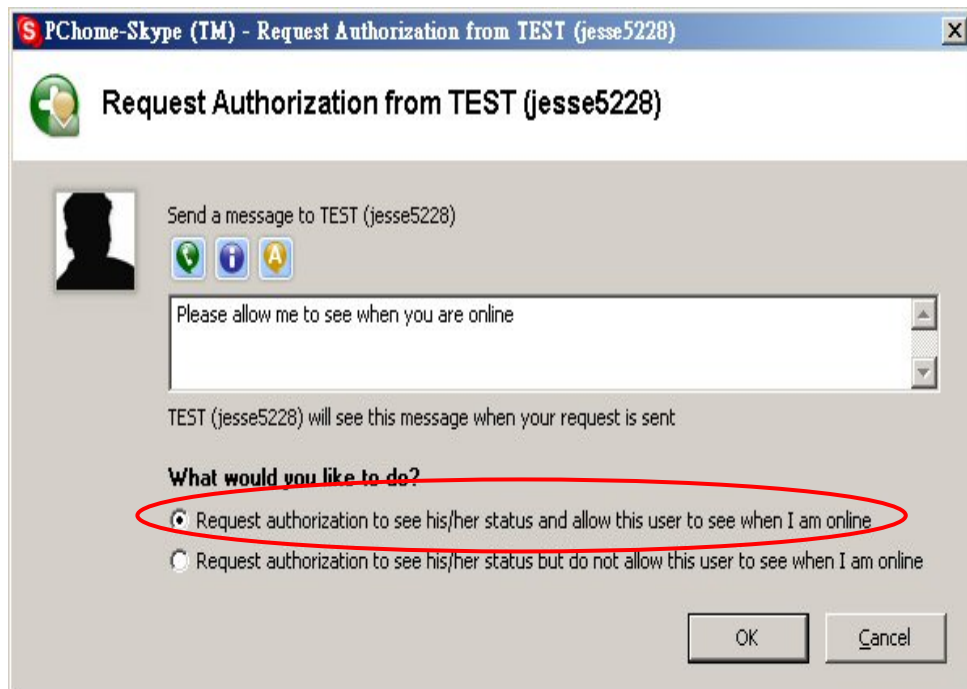 S PChome-Skype (TM) - Request Authorization from TEST (jesse5228)
Request Authorization from TEST (jesse5228)
Send a message to TEST (jesse5228)
i A
Please allow me to see when you are online
TEST (jesse5228) will see this message when your request is sent
What would you like to do?
Request authorization to see his/her status and allow this user to see when I am online
Request authorization to see his/her status but do not allow this user to see when I am online
OK Cancel